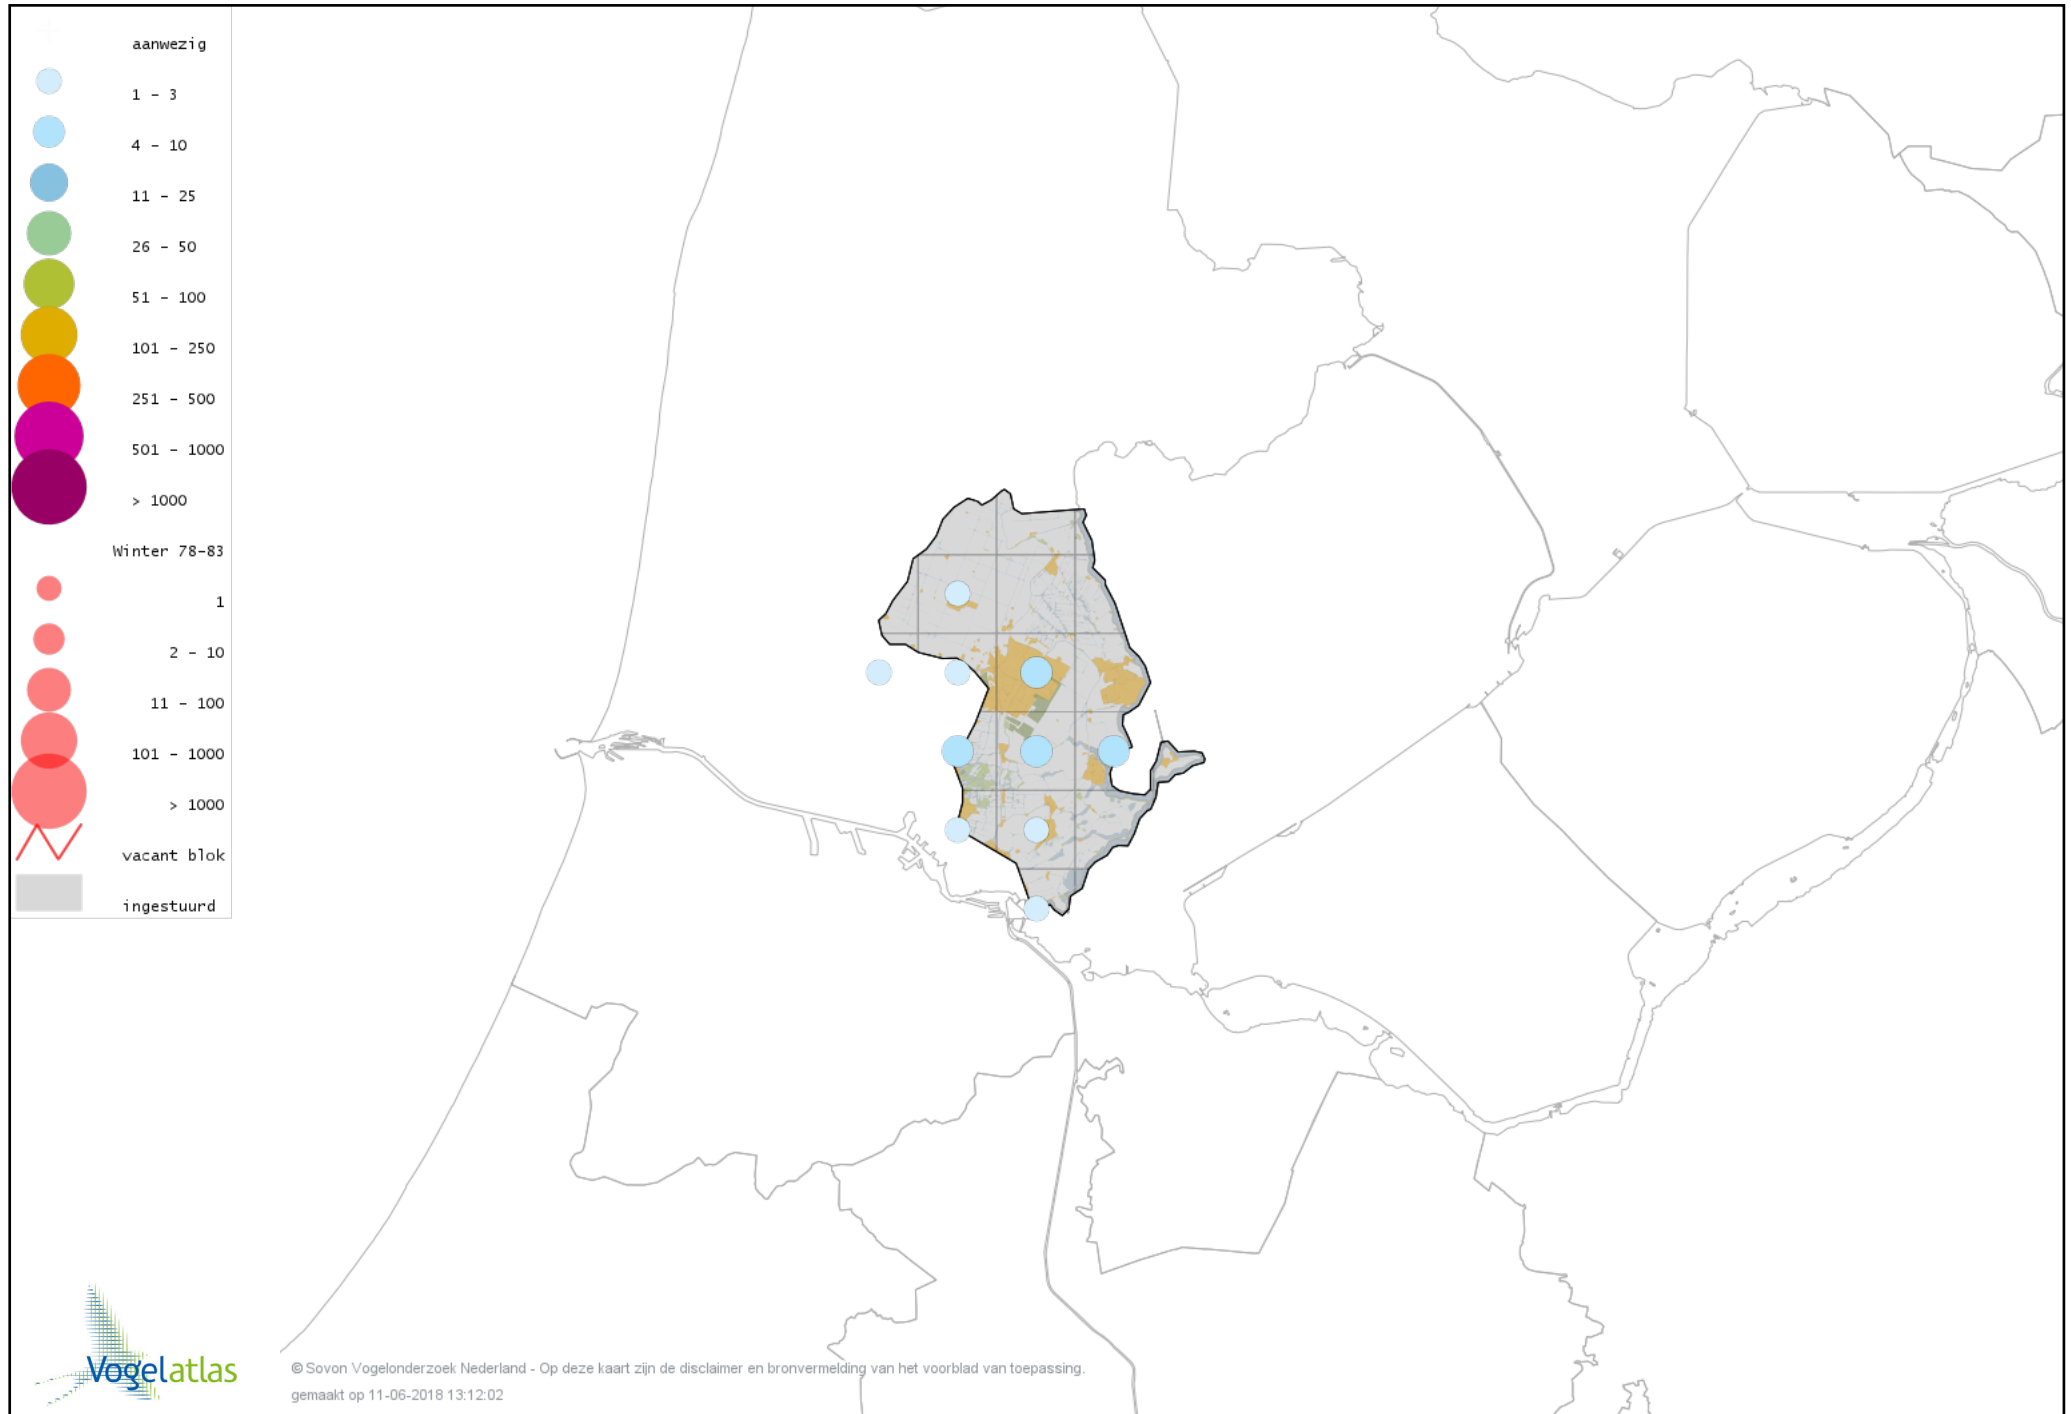 aanwezig
1 - 3
4 - 10
11 - 25
26 - 50
51 - 100
101 - 250
251 - 500
501 - 1000
> 1000
Winter 78-83
1
2 - 10
11 - 100
101 - 1000
> 1000
vacant blok
ingestuurd
Vogelatlas
© Sovon Vogelonderzoek Nederland - Op deze kaart zijn de disclaimer en bronvermelding van het voorblad van toepassing.
gemaakt op 11-06-2018 13:12:02